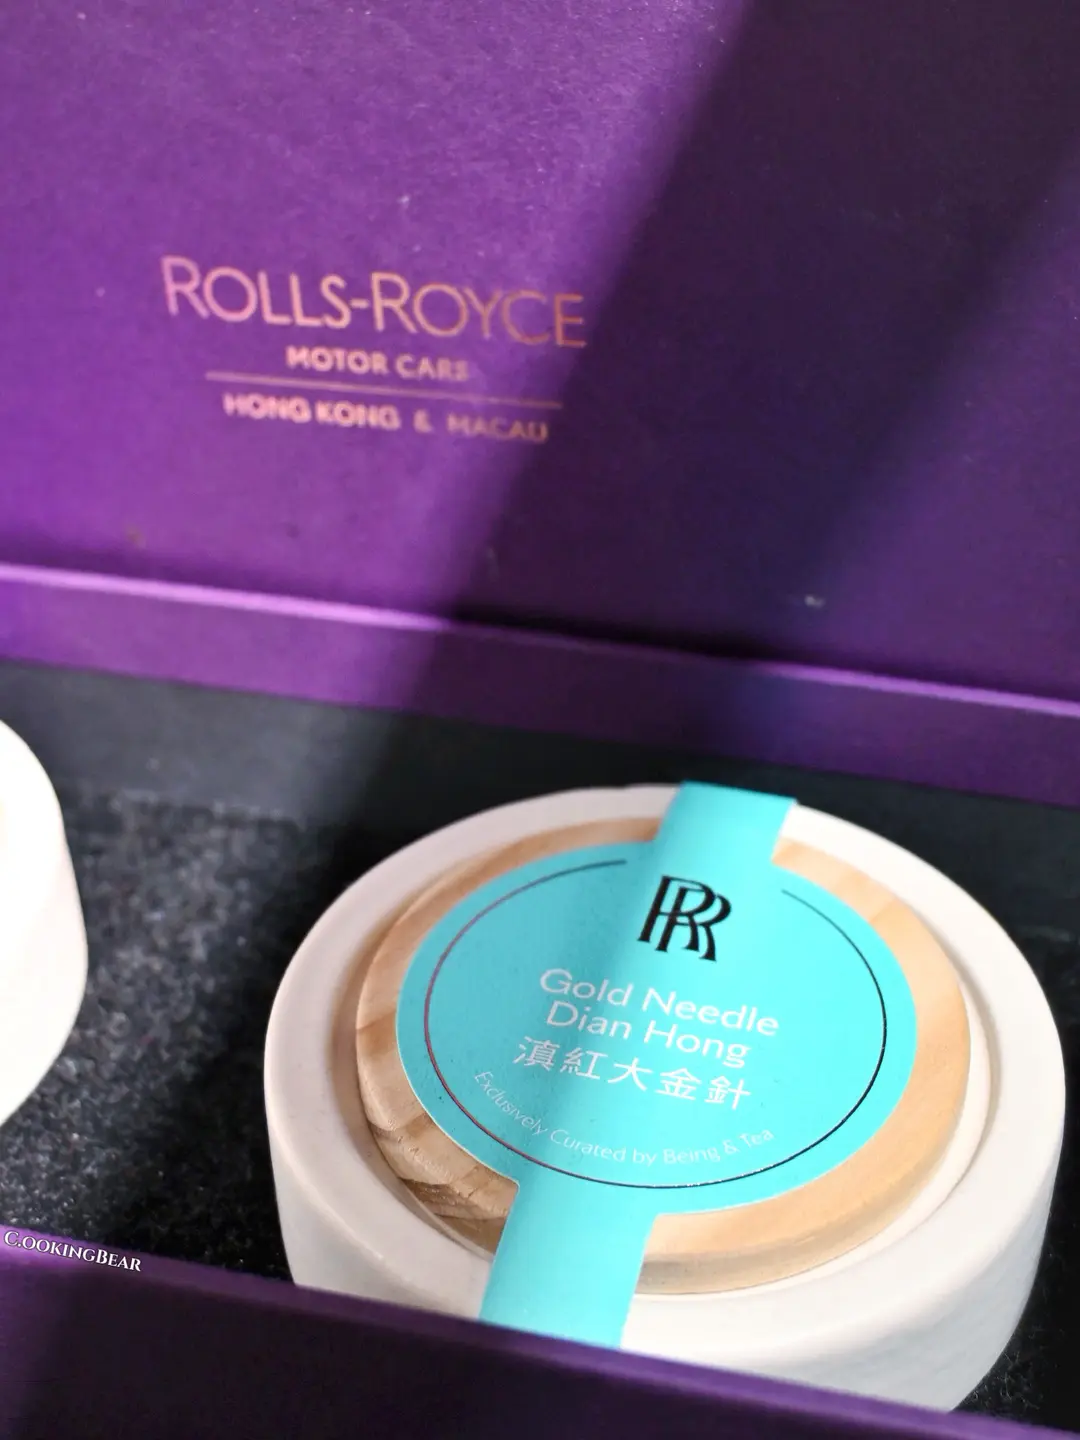 ROLLS-ROYCE
MOTOR CARS
HONG KONG & MACAU
RR
Gold Needle
Dian Hong
滇紅大金針
Exclusively Curated by Being & Tea
C.OOKINGBEAR